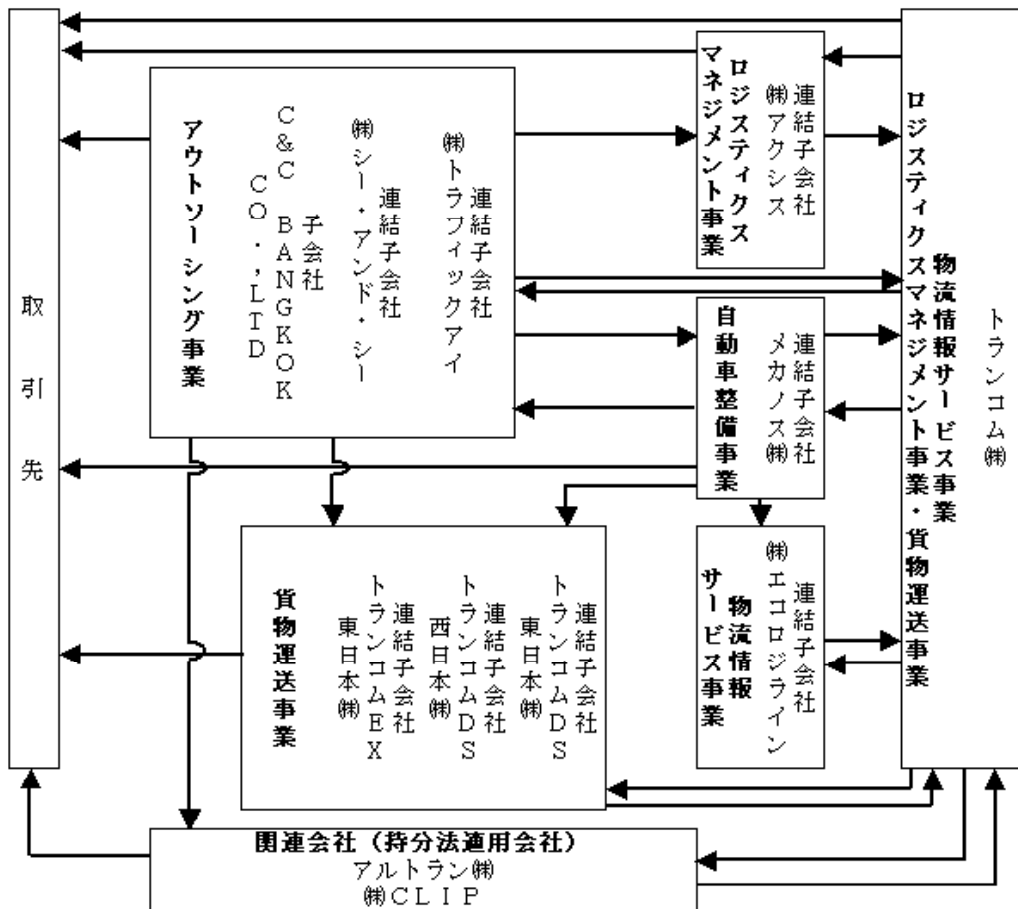 取引先
アウトソーシング事業
C&C BANGKOK
CO.,LTD
子会社
㈱シー・アンド・シー
連結子会社
㈱トラフィックアイ
連結子会社
ロジスティクス
マネジメント事業
㈱アクシス
連結子会社
自動車整備事業
メカノス㈱
連結子会社
物流情報
サービス事業
㈱エコロジライン
連結子会社
貨物運送事業
連結子会社
トランコムEX
東日本㈱
連結子会社
トランコムDS
西日本㈱
連結子会社
トランコムDS
東日本㈱
関連会社（持分法適用会社）
アルトラン㈱
㈱CLIP
トランコム㈱
物流情報サービス事業
ロジスティクスマネジメント事業・貨物運送事業